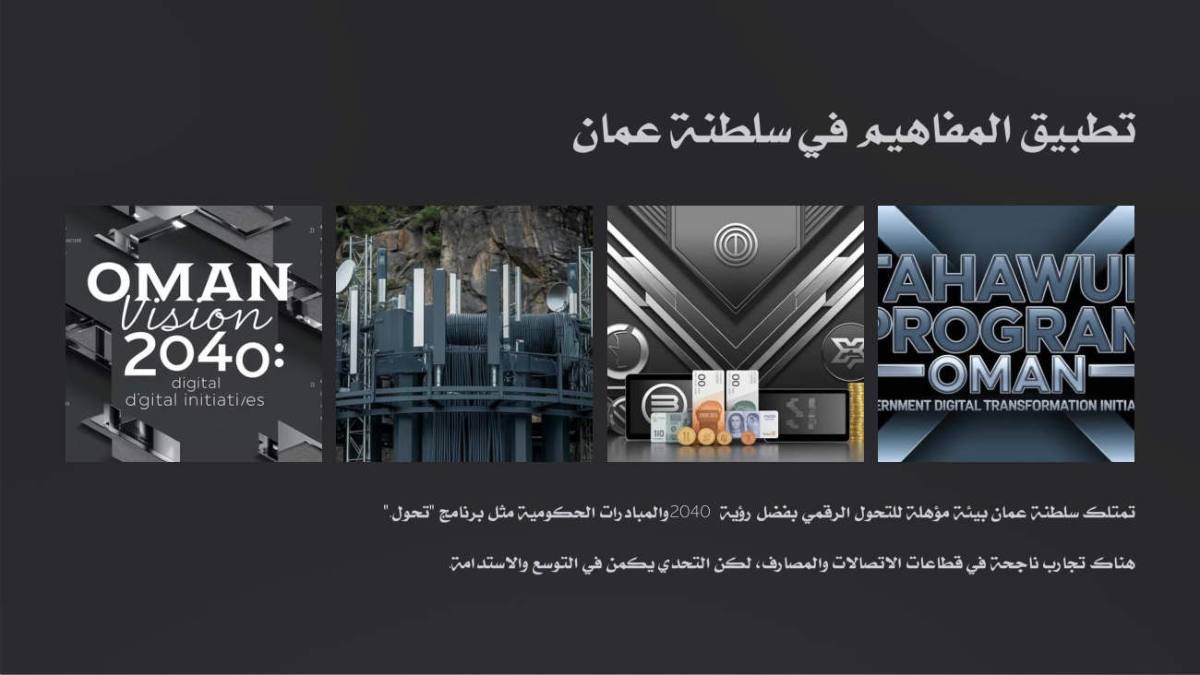 تطبيق المفاهيم في سلطنة عمان
OMAN
Vision
2040:
digital
d'gital initiati/es
TAHAWUL
PROGRAM
OMAN
ERNMENT DIGITAL TRANSFORMATION INITIA
تمتلك سلطنة عمان بيئة مؤهلة للتحول الرقمي بفضل رؤية 2040 والمبادرات الحكومية مثل برنامج "تحول."
هناك تجارب ناجحة في قطاعات الاتصالات والمصارف، لكن التحدي يكمن في التوسع والاستدامة.